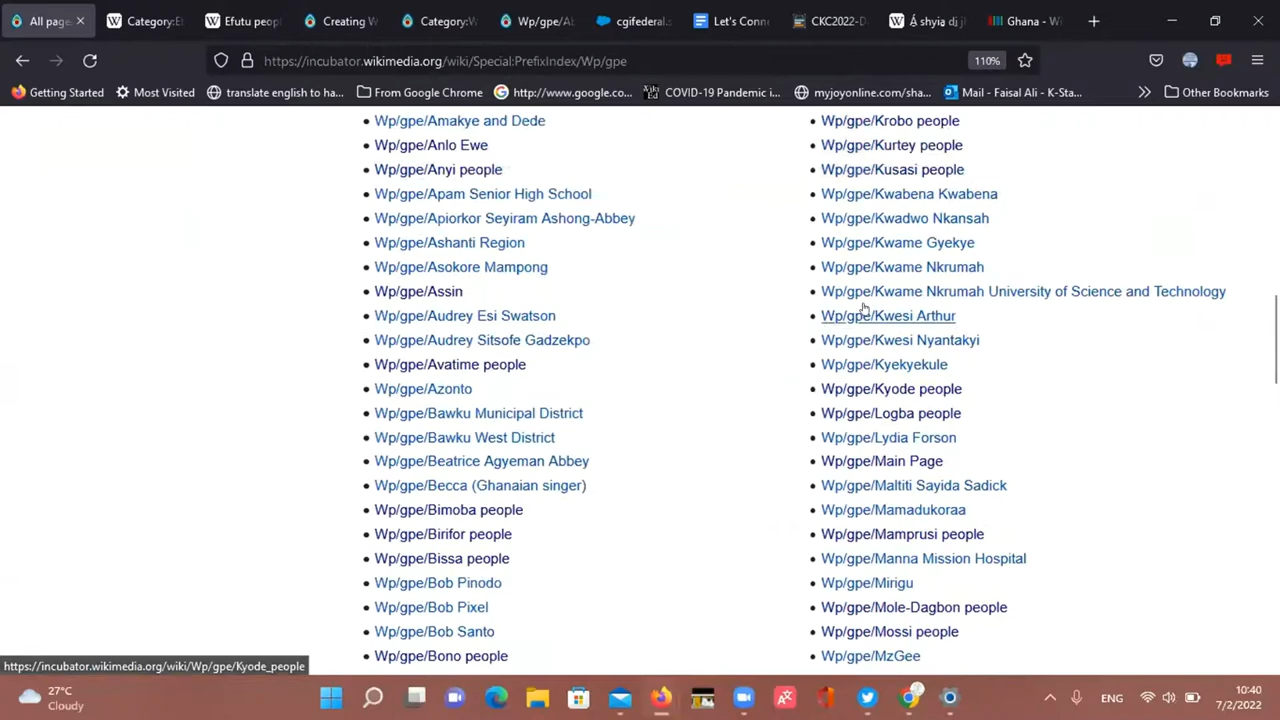 All page
Category:E
Efutu peopl
Creating W
Category:W
Wp/gpe/Ab
cgifederal.s
Let's Conn
CKC2022-D
Ghana - Wi
https://incubator.wikimedia.org/wiki/Special:PrefixIndex/Wp/gpe
110%
Getting Started
Most Visited
translate english to ha...
From Google Chrome
http://www.google.co...
COVID-19 Pandemic i...
myjoyonline.com/sha...
Mail - Faisal Ali - K-Sta...
Other Bookmarks
Wp/gpe/Amakye and Dede
Wp/gpe/Anlo Ewe
Wp/gpe/Anyi people
Wp/gpe/Apam Senior High School
Wp/gpe/Apiorkor Seyiram Ashong-Abbey
Wp/gpe/Ashanti Region
Wp/gpe/Asokore Mampong
Wp/gpe/Assin
Wp/gpe/Audrey Esi Swatson
Wp/gpe/Audrey Sitsofe Gadzekpo
Wp/gpe/Avatime people
Wp/gpe/Azonto
Wp/gpe/Bawku Municipal District
Wp/gpe/Bawku West District
Wp/gpe/Beatrice Agyeman Abbey
Wp/gpe/Becca (Ghanaian singer)
Wp/gpe/Bimoba people
Wp/gpe/Birifor people
Wp/gpe/Bissa people
Wp/gpe/Bob Pinodo
Wp/gpe/Bob Pixel
Wp/gpe/Bob Santo
Wp/gpe/Bono people
Wp/gpe/Krobo people
Wp/gpe/Kurtey people
Wp/gpe/Kusasi people
Wp/gpe/Kwabena Kwabena
Wp/gpe/Kwadwo Nkansah
Wp/gpe/Kwame Gyekye
Wp/gpe/Kwame Nkrumah
Wp/gpe/Kwame Nkrumah University of Science and Technology
Wp/gpe/Kwesi Arthur
Wp/gpe/Kwesi Nyantakyi
Wp/gpe/Kyekyekule
Wp/gpe/Kyode people
Wp/gpe/Logba people
Wp/gpe/Lydia Forson
Wp/gpe/Main Page
Wp/gpe/Maltiti Sayida Sadick
Wp/gpe/Mamadukoraa
Wp/gpe/Mamprusi people
Wp/gpe/Manna Mission Hospital
Wp/gpe/Mirigu
Wp/gpe/Mole-Dagbon people
Wp/gpe/Mossi people
Wp/gpe/MzGee
https://incubator.wikimedia.org/wiki/Wp/gpe/Kyode_people
27°C
Cloudy
ENG
10:40
7/2/2022